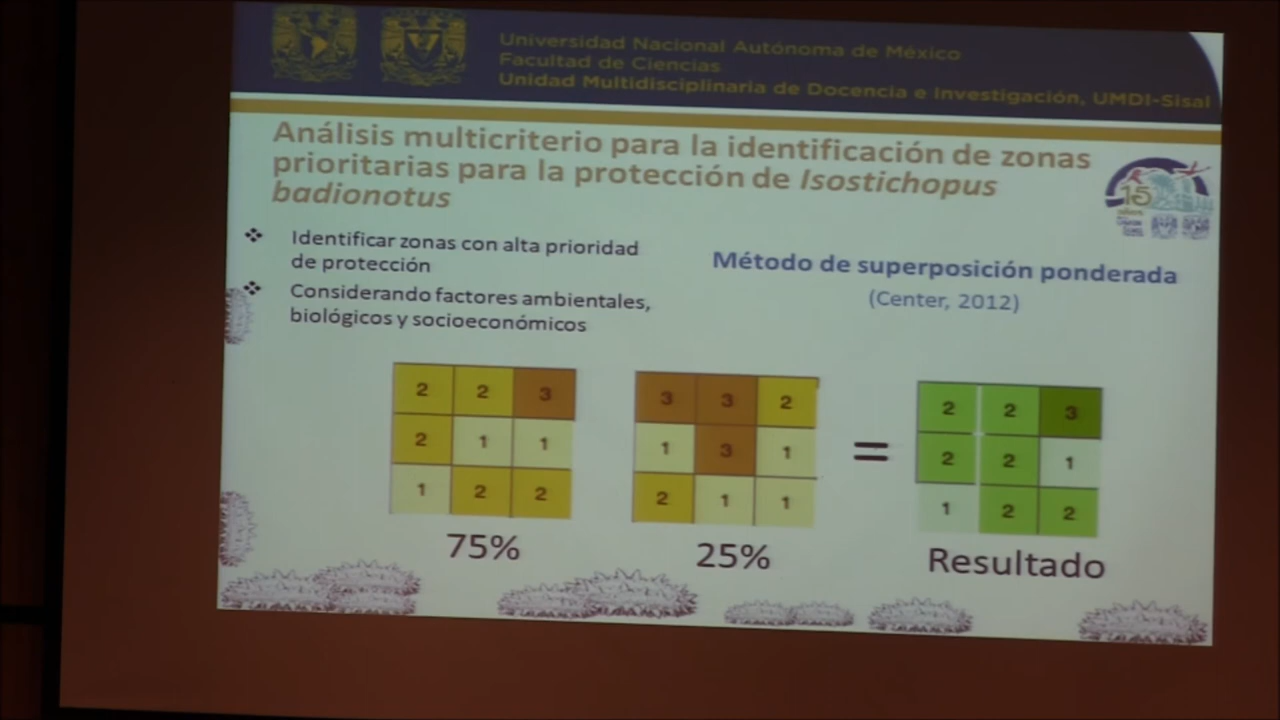 Universidad Nacional Autónoma de México
Facultad de Ciencias
Unidad Multidisciplinaria de Docencia e Investigación, UMDI-Sisal
Análisis multicriterio para la identificación de zonas
prioritarias para la protección de Isostichopus
badionotus
15
Identificar zonas con alta prioridad
de protección
Considerando factores ambientales,
biológicos y socioeconómicos
Método de superposición ponderada
(Center, 2012)
2 2 3
2 1 1
1 2 2
75%
3 3 2
1 3 1
2 1 1
25%
=
2 2 3
2 2 1
1 2 2
Resultado